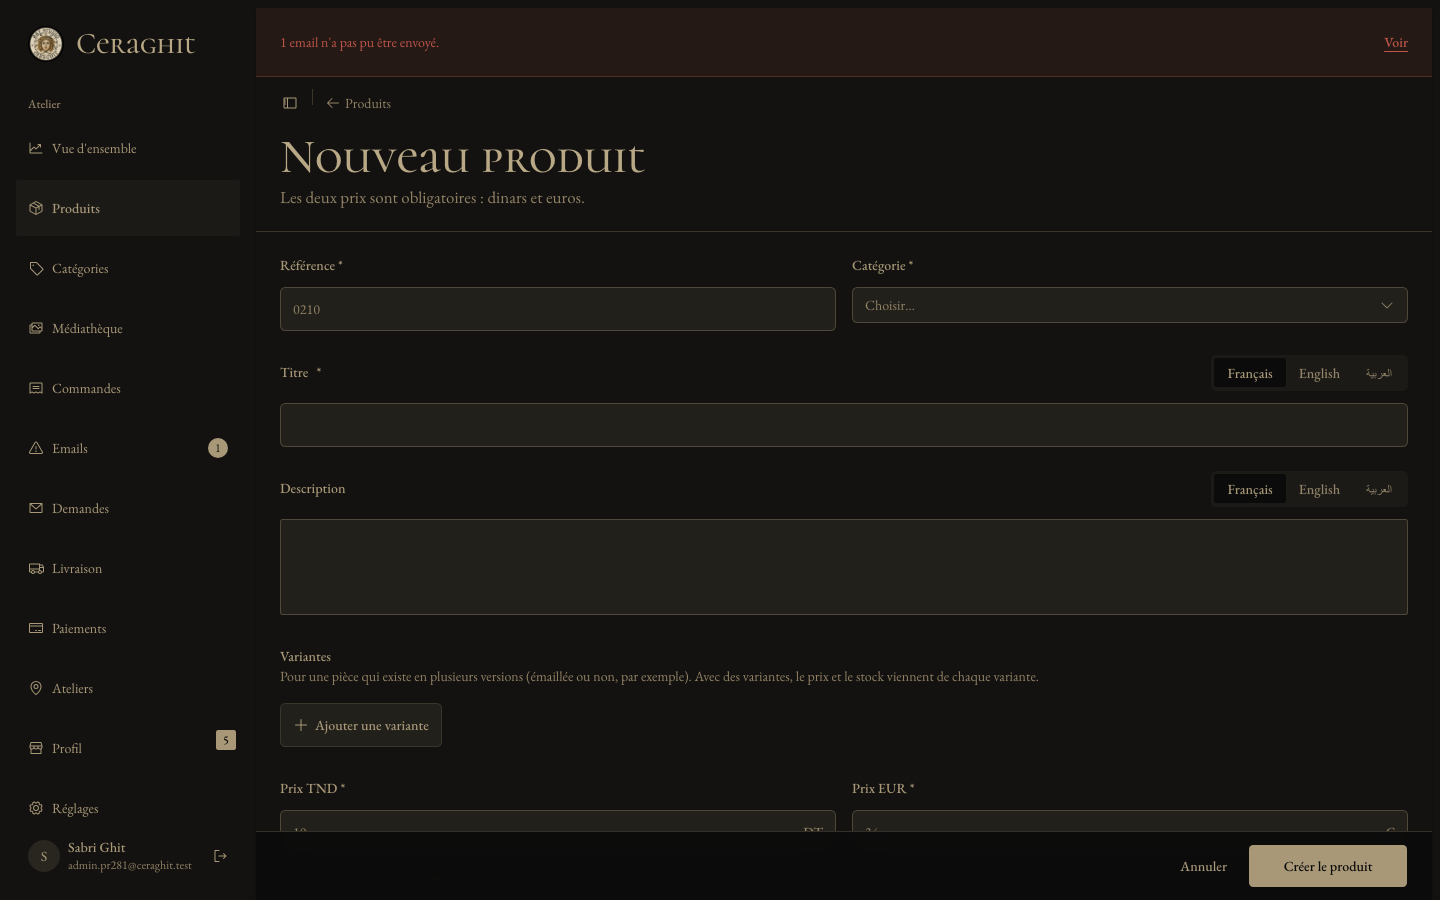 Ceraghit
1 email n'a pas pu être envoyé.
Voir
Atelier
Vue d'ensemble
Produits
Catégories
Médiathèque
Commandes
Emails
1
Demandes
Livraison
Paiements
Ateliers
Profil
5
Réglages
S
Sabri Ghit
admin.pr281@ceraghit.test
← Produits
Nouveau produit
Les deux prix sont obligatoires : dinars et euros.
Référence *
Catégorie *
0210
Choisir...
Titre *
Français English العربية
Description
Français English العربية
Variantes
Pour une pièce qui existe en plusieurs versions (émaillée ou non, par exemple). Avec des variantes, le prix et le stock viennent de chaque variante.
+ Ajouter une variante
Prix TND *
Prix EUR *
Annuler
Créer le produit